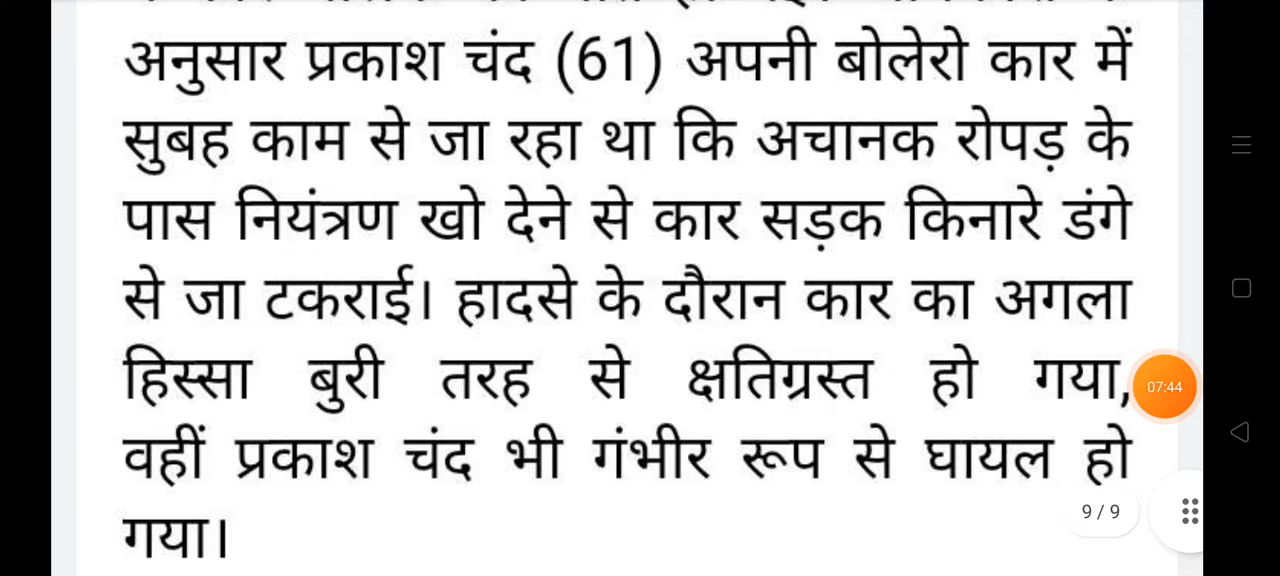 अनुसार प्रकाश चंद (61) अपनी बोलेरो कार में
सुबह काम से जा रहा था कि अचानक रोपड़ के
पास नियंत्रण खो देने से कार सड़क किनारे डंगे
से जा टकराई। हादसे के दौरान कार का अगला
हिस्सा बुरी तरह से क्षतिग्रस्त हो गया,
07:44
वहीं प्रकाश चंद भी गंभीर रूप से घायल हो
9 / 9
गया।